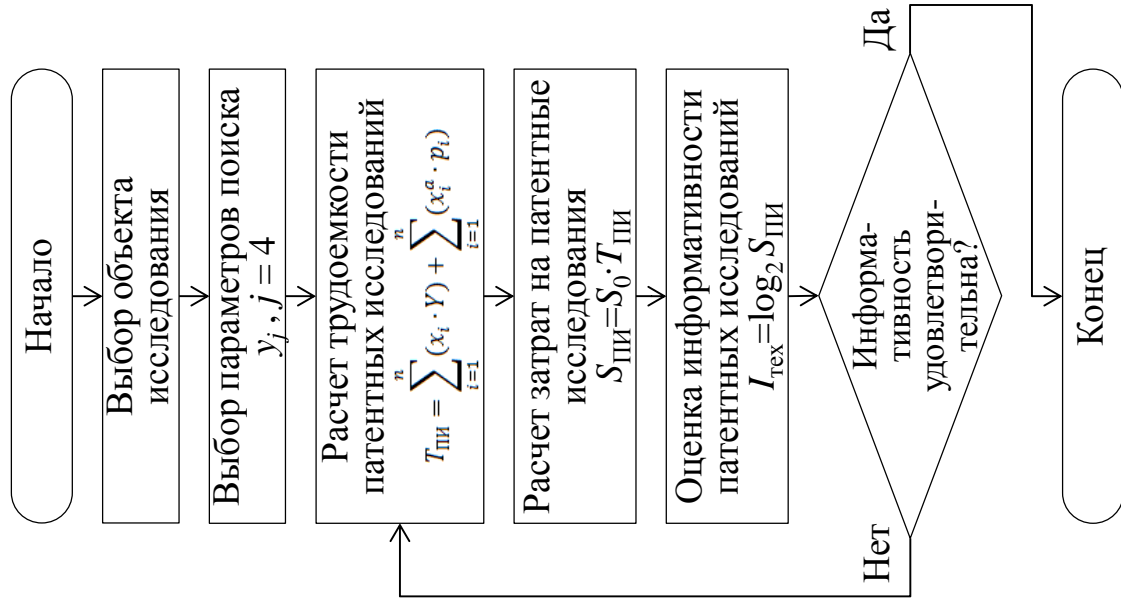 Начало
Выбор объекта
исследования
Выбор параметров поиска
y_j, j = 4
Расчет трудоемкости
патентных исследований
T_ПИ = ∑_{i=1}^{n} (x_i · Y) + ∑_{i=1}^{n} (x_i^a · p_i)
Расчет затрат на патентные
исследования
S_ПИ=S_0·T_ПИ
Оценка информативности
патентных исследований
I_тех=log_2 S_ПИ
Нет
Информа-
тивность
удовлетвори-
тельна?
Да
Конец